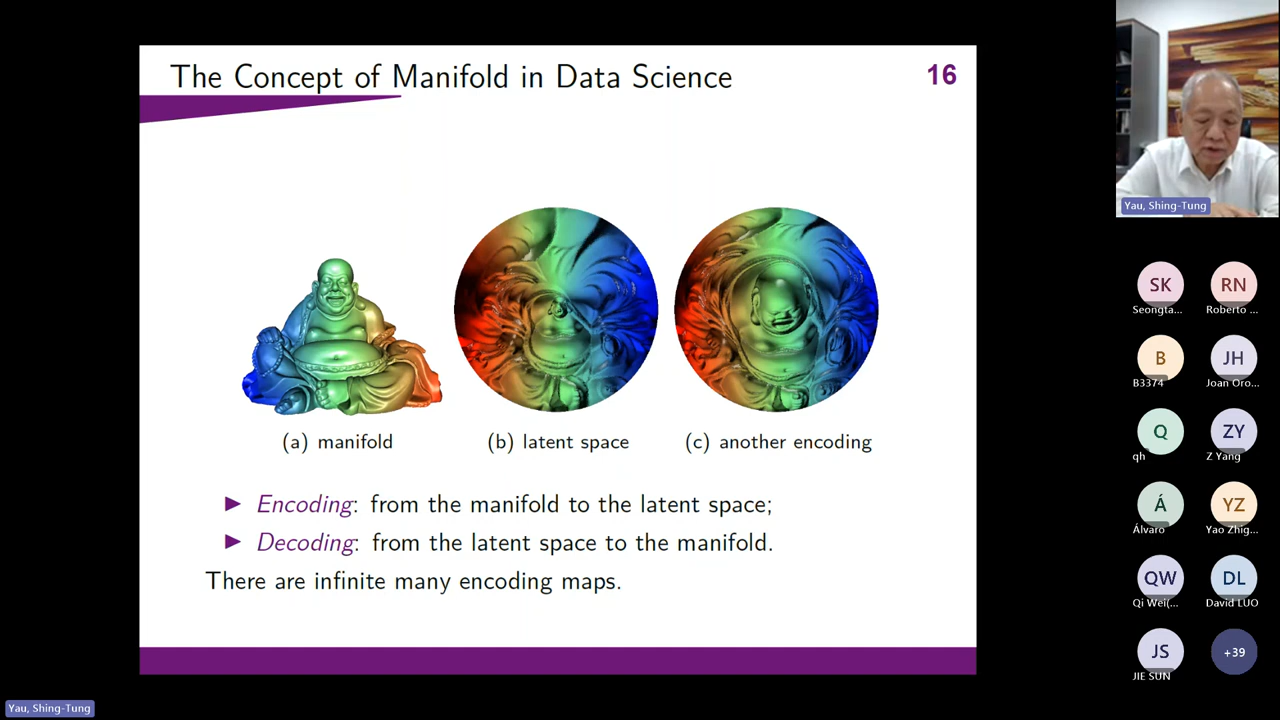 The Concept of Manifold in Data Science
16
(a) manifold
(b) latent space
(c) another encoding
Encoding: from the manifold to the latent space;
Decoding: from the latent space to the manifold.
There are infinite many encoding maps.
Yau, Shing-Tung
SK
Seongta...
RN
Roberto ...
B
B3374
JH
Joan Oro...
Q
qh
ZY
Z Yang
Á
Álvaro
YZ
Yao Zhig...
QW
Qi Wei(...
DL
David LUO
JS
JIE SUN
+39
Yau, Shing-Tung